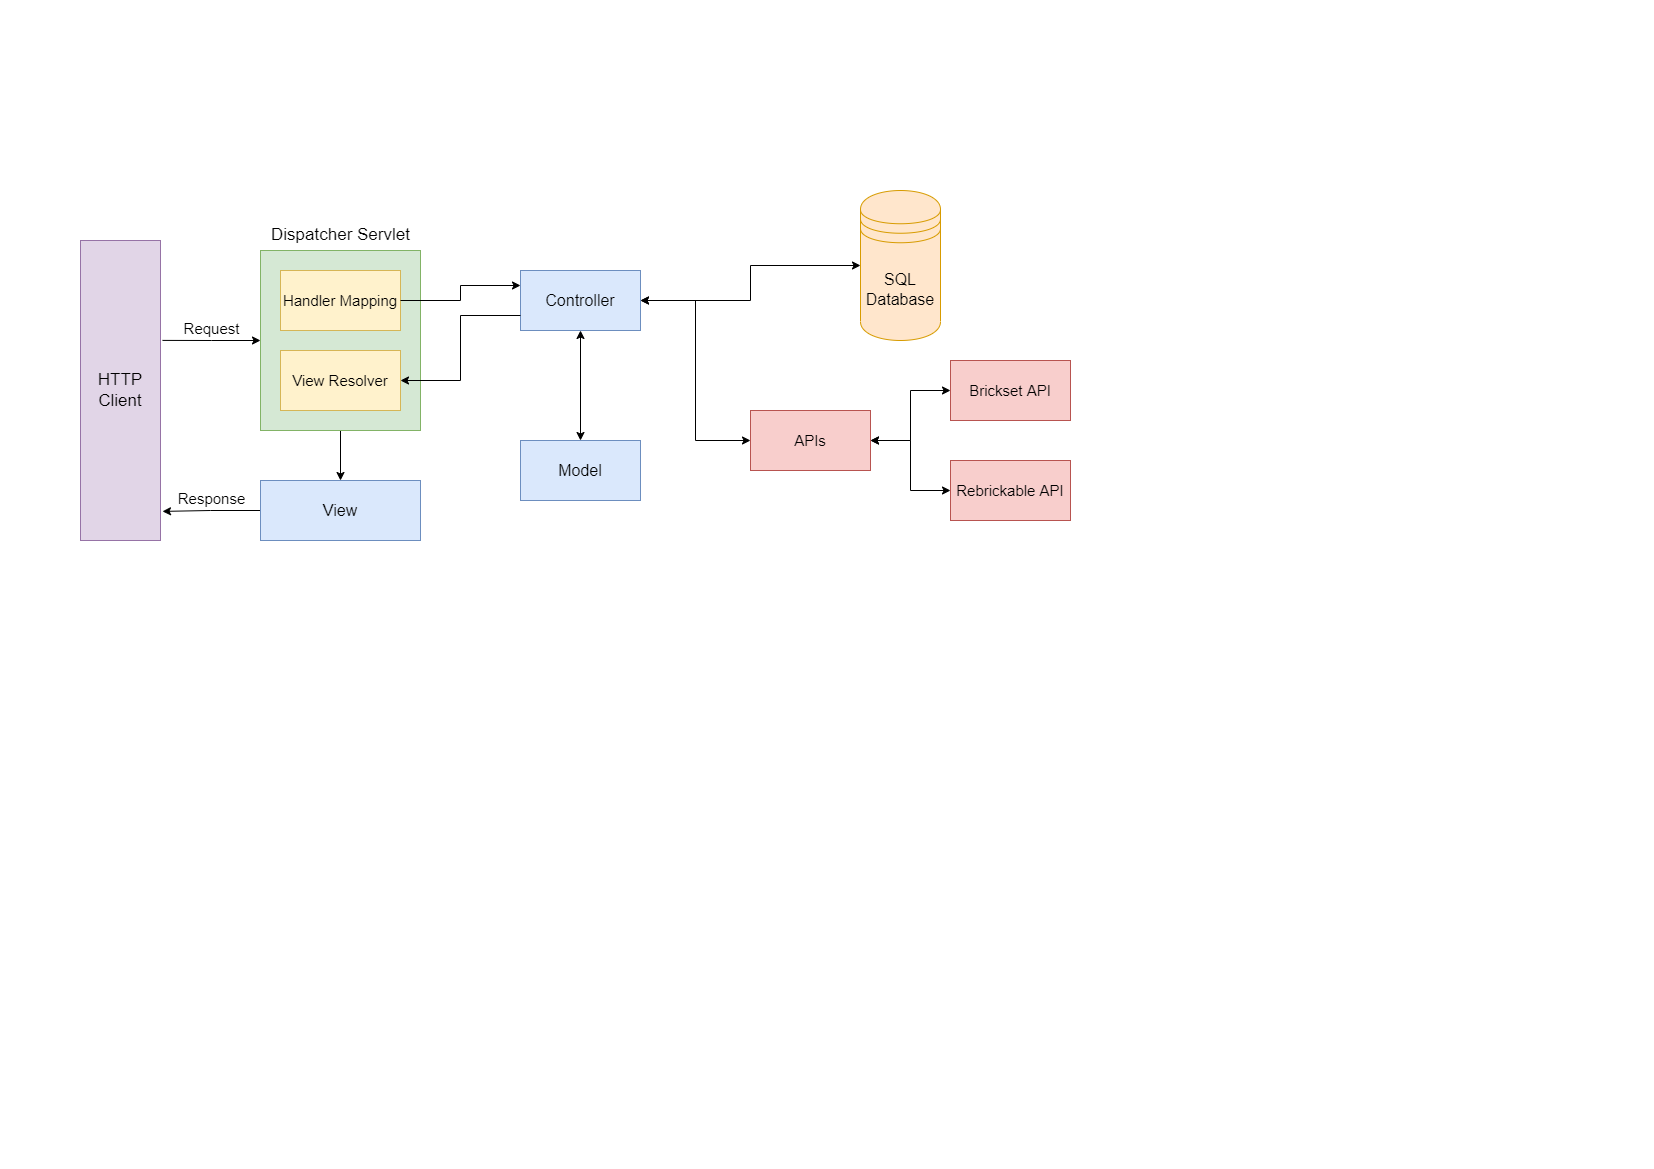 Dispatcher Servlet
HTTP
Client
Request
Handler Mapping
View Resolver
Response
View
Controller
Model
SQL
Database
APIs
Brickset API
Rebrickable API